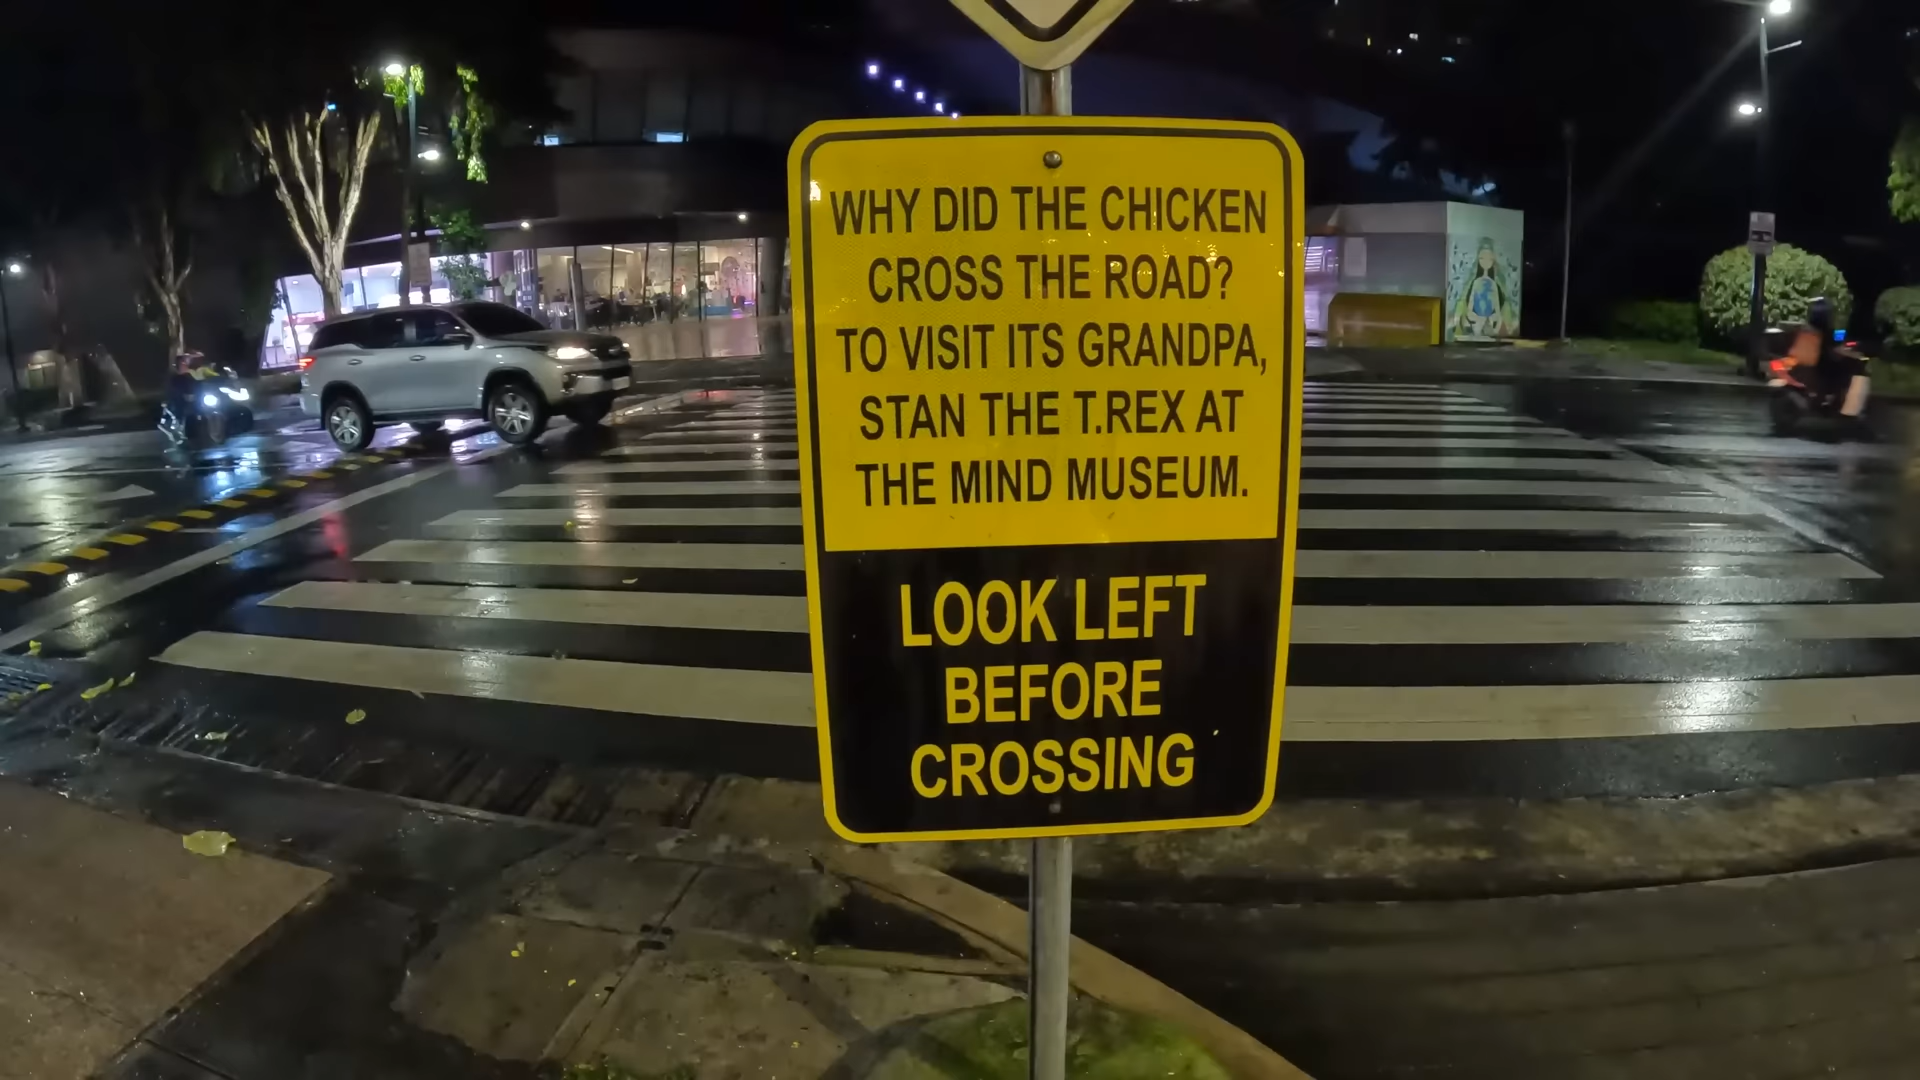 WHY DID THE CHICKEN
CROSS THE ROAD?
TO VISIT ITS GRANDPA,
STAN THE T.REX AT
THE MIND MUSEUM.
LOOK LEFT
BEFORE
CROSSING